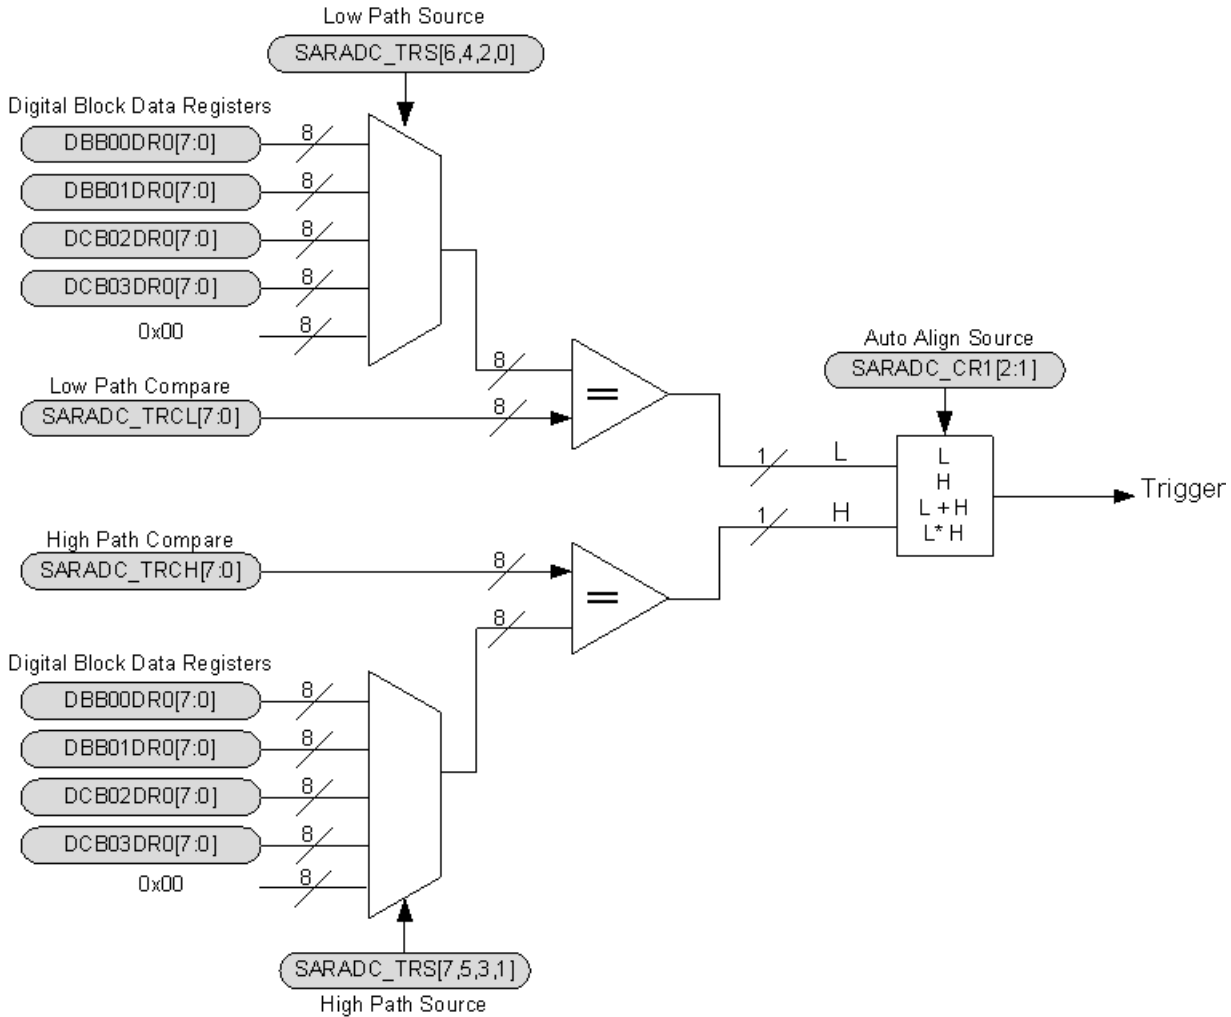 Low Path Source
SARADC_TRS[6,4,2,0]
Digital Block Data Registers
DBB00DR0[7:0]
8
DBB01DR0[7:0]
8
DCB02DR0[7:0]
8
DCB03DR0[7:0]
8
0x00
8
Low Path Compare
SARADC_TRCL[7:0]
8
8
==
Auto Align Source
SARADC_CR1[2:1]
1
L
L
H
L + H
L* H
Trigger
1
H
High Path Compare
SARADC_TRCH[7:0]
8
8
==
Digital Block Data Registers
DBB00DR0[7:0]
8
DBB01DR0[7:0]
8
DCB02DR0[7:0]
8
DCB03DR0[7:0]
8
0x00
8
SARADC_TRS[7,5,3,1]
High Path Source